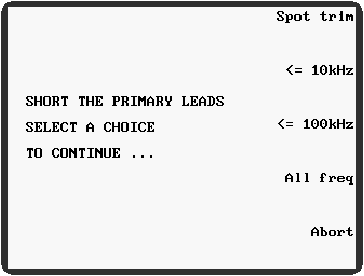 Spot trim
<= 10kHz
SHORT THE PRIMARY LEADS
SELECT A CHOICE
<= 100kHz
TO CONTINUE ...
All freq
Abort